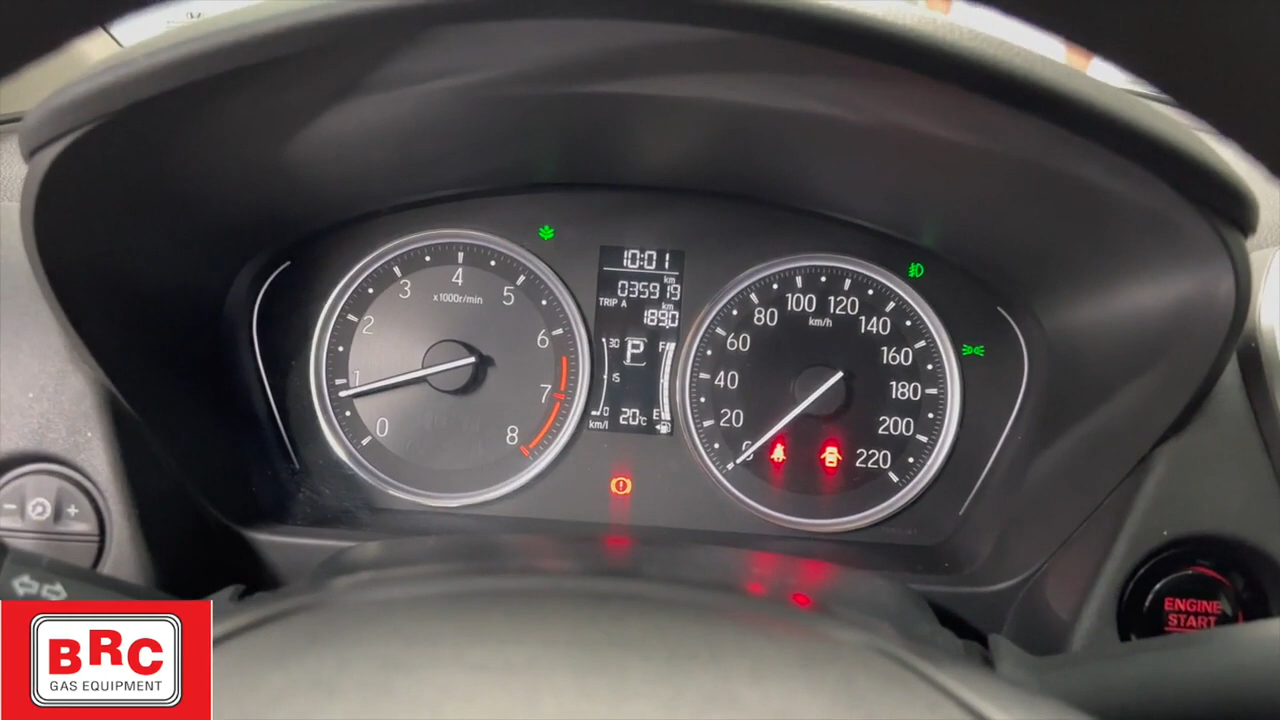 10:01
km
035919
TRIP A
km
189.0
30
P
F
15
0
20°c
E
km/l
0
1
2
3
4
5
6
7
8
x1000r/min
20
40
60
80
100
120
140
160
180
200
220
km/h
- +
ENGINE
START
BRC
GAS EQUIPMENT